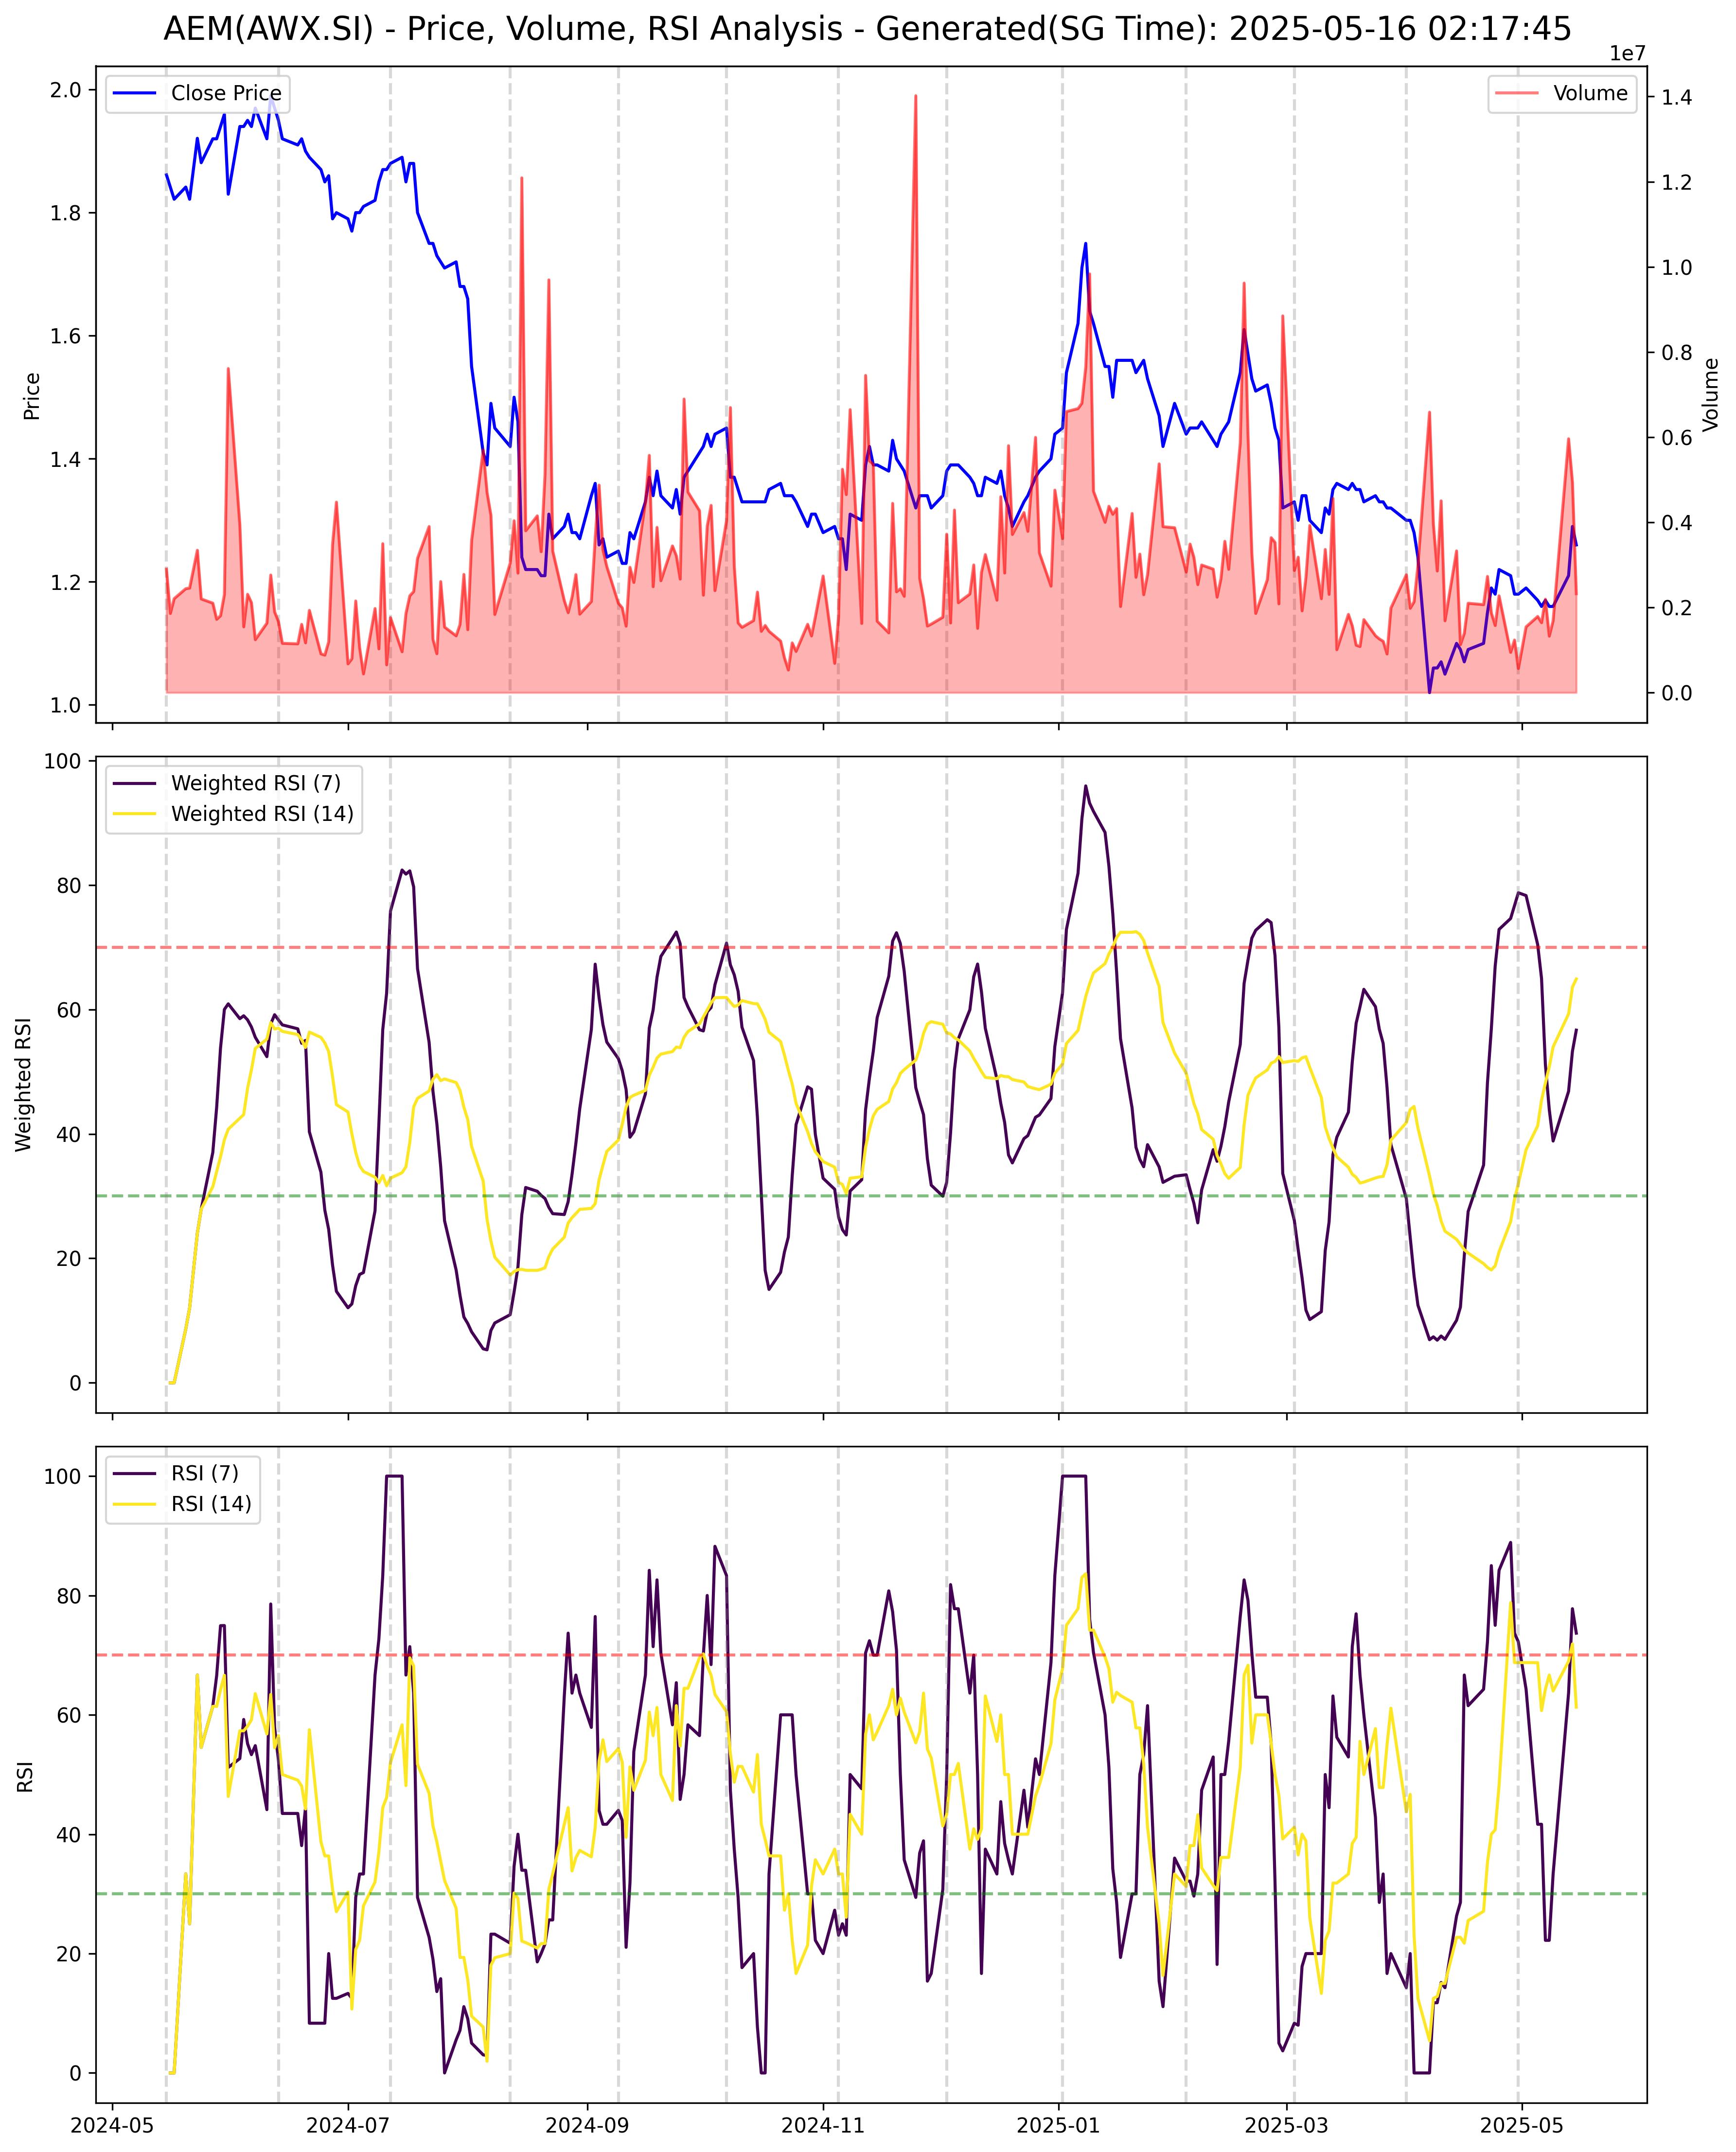 AEM(AWX.SI) - Price, Volume, RSI Analysis - Generated(SG Time): 2025-05-16 02:17:45
1e7
Close Price
Volume
2.0
1.8
1.6
1.4
1.2
1.0
Price
1.4
1.2
1.0
0.8
0.6
0.4
0.2
0.0
Volume
Weighted RSI (7)
Weighted RSI (14)
100
80
60
40
20
0
Weighted RSI
RSI (7)
RSI (14)
100
80
60
40
20
0
RSI
2024-05
2024-07
2024-09
2024-11
2025-01
2025-03
2025-05